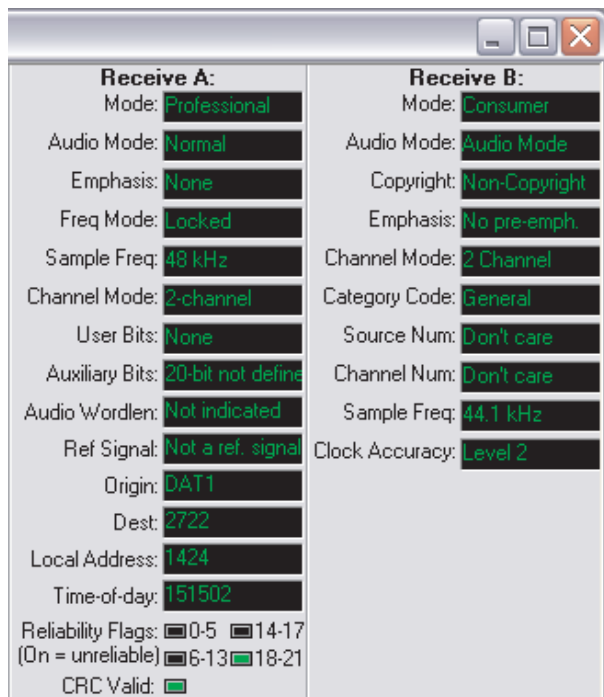 Receive A:
Mode: Professional
Audio Mode: Normal
Emphasis: None
Freq Mode: Locked
Sample Freq: 48 kHz
Channel Mode: 2-channel
User Bits: None
Auxiliary Bits: 20-bit not define
Audio Wordlen: Not indicated
Ref Signal: Not a ref. signal
Origin: DAT1
Dest: 2722
Local Address: 1424
Time-of-day: 151502
Reliability Flags: 0-5 14-17
(On = unreliable) 6-13 18-21
CRC Valid:
Receive B:
Mode: Consumer
Audio Mode: Audio Mode
Copyright: Non-Copyright
Emphasis: No pre-emph.
Channel Mode: 2 Channel
Category Code: General
Source Num: Don't care
Channel Num: Don't care
Sample Freq: 44.1 kHz
Clock Accuracy: Level 2